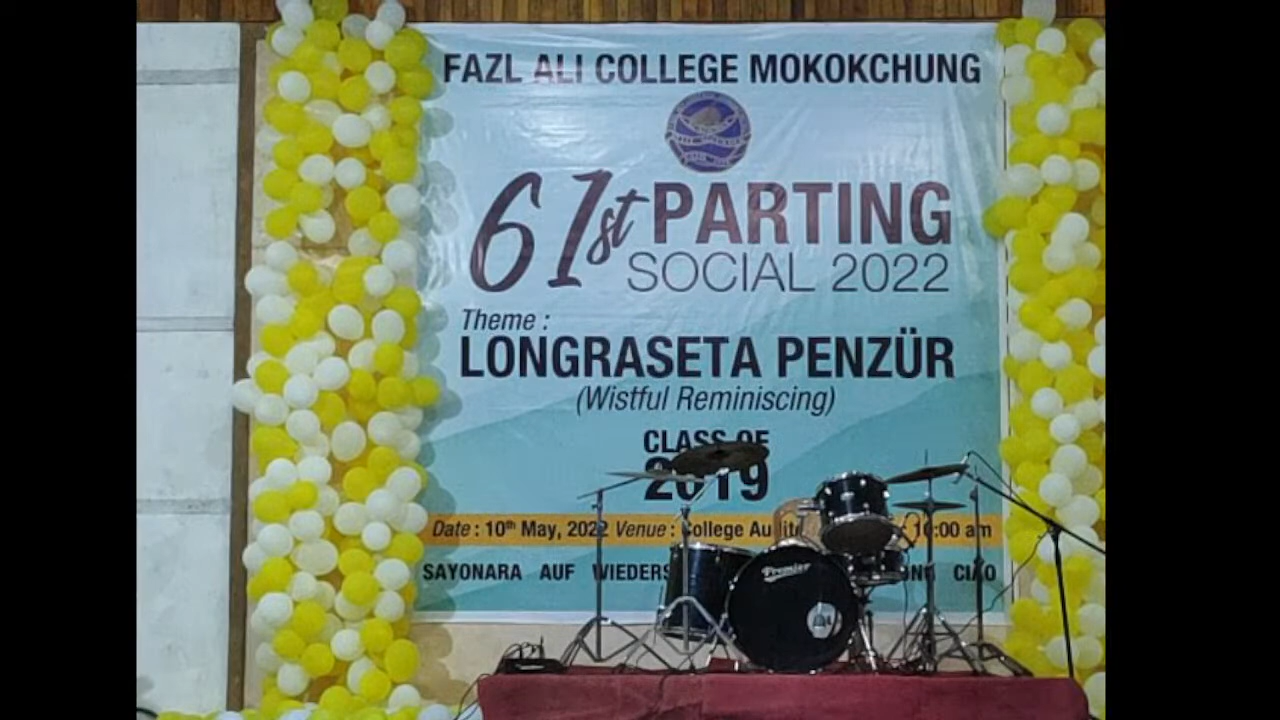 FAZL ALI COLLEGE MOKOKCHUNG
61st PARTING
SOCIAL 2022
Theme :
LONGRASETA PENZÜR
(Wistful Reminiscing)
CLASS OF
2019
Date : 10th May, 2022 Venue : College 10:00 am
SAYONARA AUF CIAO
Premier